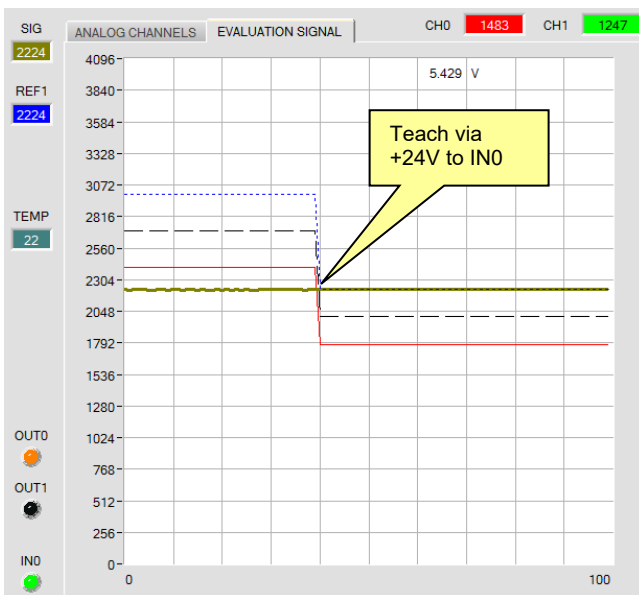 SIG
2224
REF1
2224
TEMP
22
OUT0
OUT1
IN0
ANALOG CHANNELS
EVALUATION SIGNAL
CH0 1483 CH1 1247
5.429 V
Teach via
+24V to IN0
4096
3840
3584
3328
3072
2816
2560
2304
2048
1792
1536
1280
1024
768
512
256
0
0 100